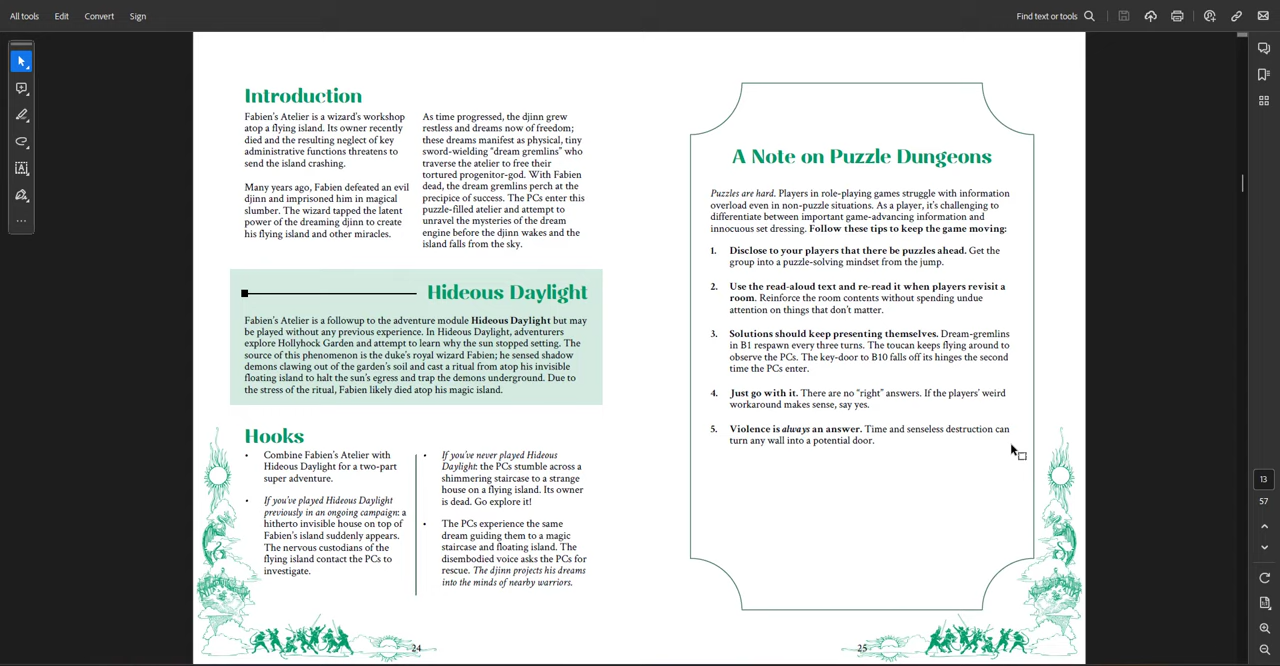 All tools
Edit
Convert
Sign
Find text or tools
Introduction
Fabien's Atelier is a wizard's workshop
atop a flying island. Its owner recently
died and the resulting neglect of key
administrative functions threatens to
send the island crashing.
Many years ago, Fabien defeated an evil
djinn and imprisoned him in magical
slumber. The wizard tapped the latent
power of the dreaming djinn to create
his flying island and other miracles.
As time progressed, the djinn grew
restless and dreams now of freedom;
these dreams manifest as physical, tiny
sword-wielding "dream gremlins" who
traverse the atelier to free their
tortured progenitor-god. With Fabien
dead, the dream gremlins perch at the
precipice of success. The PCs enter this
puzzle-filled atelier and attempt to
unravel the mysteries of the dream
engine before the djinn wakes and the
island falls from the sky.
Hideous Daylight
Fabien's Atelier is a followup to the adventure module Hideous Daylight but may
be played without any previous experience. In Hideous Daylight, adventurers
explore Hollyhock Garden and attempt to learn why the sun stopped setting. The
source of this phenomenon is the duke's royal wizard Fabien; he sensed shadow
demons clawing out of the garden's soil and cast a ritual from atop his invisible
floating island to halt the sun's egress and trap the demons underground. Due to
the stress of the ritual, Fabien likely died atop his magic island.
Hooks
• Combine Fabien's Atelier with
Hideous Daylight for a two-part
super adventure.
• If you've played Hideous Daylight
previously in an ongoing campaign: a
hitherto invisible house on top of
Fabien's island suddenly appears.
The nervous custodians of the
flying island contact the PCs to
investigate.
• If you've never played Hideous
Daylight: the PCs stumble across a
shimmering staircase to a strange
house on a flying island. Its owner
is dead. Go explore it!
• The PCs experience the same
dream guiding them to a magic
staircase and floating island. The
disembodied voice asks the PCs for
rescue. The djinn projects his dreams
into the minds of nearby warriors.
24
A Note on Puzzle Dungeons
Puzzles are hard. Players in role-playing games struggle with information
overload even in non-puzzle situations. As a player, it's challenging to
differentiate between important game-advancing information and
innocuous set dressing. Follow these tips to keep the game moving:
1. Disclose to your players that there be puzzles ahead. Get the
group into a puzzle-solving mindset from the jump.
2. Use the read-aloud text and re-read it when players revisit a
room. Reinforce the room contents without spending undue
attention on things that don't matter.
3. Solutions should keep presenting themselves. Dream-gremlins
in B1 respawn every three turns. The toucan keeps flying around to
observe the PCs. The key-door to B10 falls off its hinges the second
time the PCs enter.
4. Just go with it. There are no "right" answers. If the players' weird
workaround makes sense, say yes.
5. Violence is always an answer. Time and senseless destruction can
turn any wall into a potential door.
25
13
57